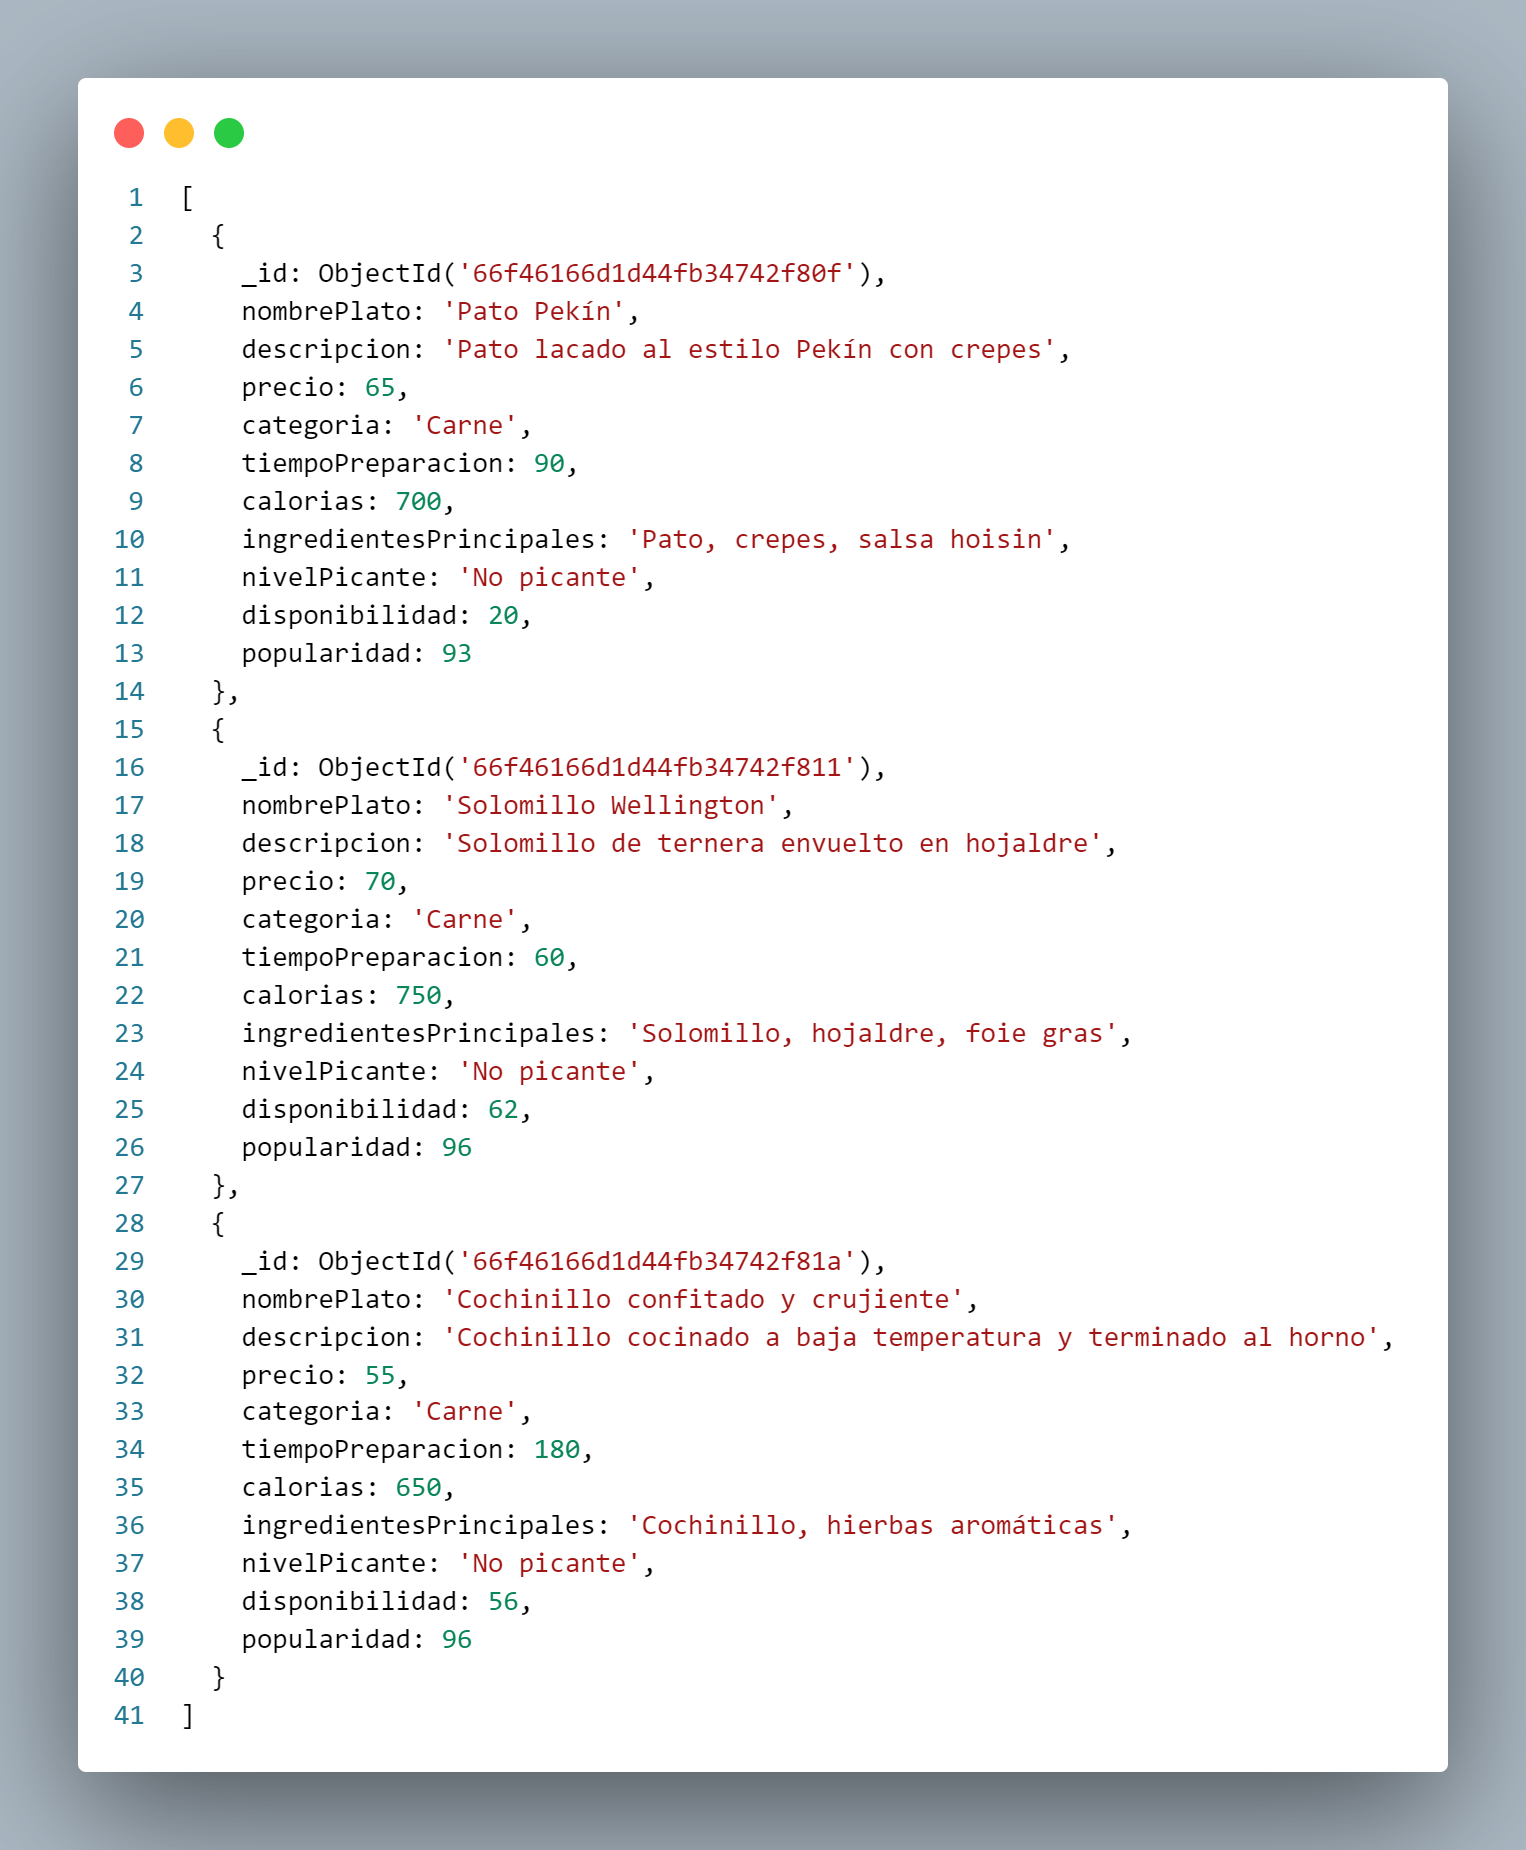 1 [
2 {
3 _id: ObjectId('66f46166d1d44fb34742f80f'),
4 nombrePlato: 'Pato Pekín',
5 descripcion: 'Pato lacado al estilo Pekín con crepes',
6 precio: 65,
7 categoria: 'Carne',
8 tiempoPreparacion: 90,
9 calorias: 700,
10 ingredientesPrincipales: 'Pato, crepes, salsa hoisin',
11 nivelPicante: 'No picante',
12 disponibilidad: 20,
13 popularidad: 93
14 },
15 {
16 _id: ObjectId('66f46166d1d44fb34742f811'),
17 nombrePlato: 'Solomillo Wellington',
18 descripcion: 'Solomillo de ternera envuelto en hojaldre',
19 precio: 70,
20 categoria: 'Carne',
21 tiempoPreparacion: 60,
22 calorias: 750,
23 ingredientesPrincipales: 'Solomillo, hojaldre, foie gras',
24 nivelPicante: 'No picante',
25 disponibilidad: 62,
26 popularidad: 96
27 },
28 {
29 _id: ObjectId('66f46166d1d44fb34742f81a'),
30 nombrePlato: 'Cochinillo confitado y crujiente',
31 descripcion: 'Cochinillo cocinado a baja temperatura y terminado al horno',
32 precio: 55,
33 categoria: 'Carne',
34 tiempoPreparacion: 180,
35 calorias: 650,
36 ingredientesPrincipales: 'Cochinillo, hierbas aromáticas',
37 nivelPicante: 'No picante',
38 disponibilidad: 56,
39 popularidad: 96
40 }
41 ]